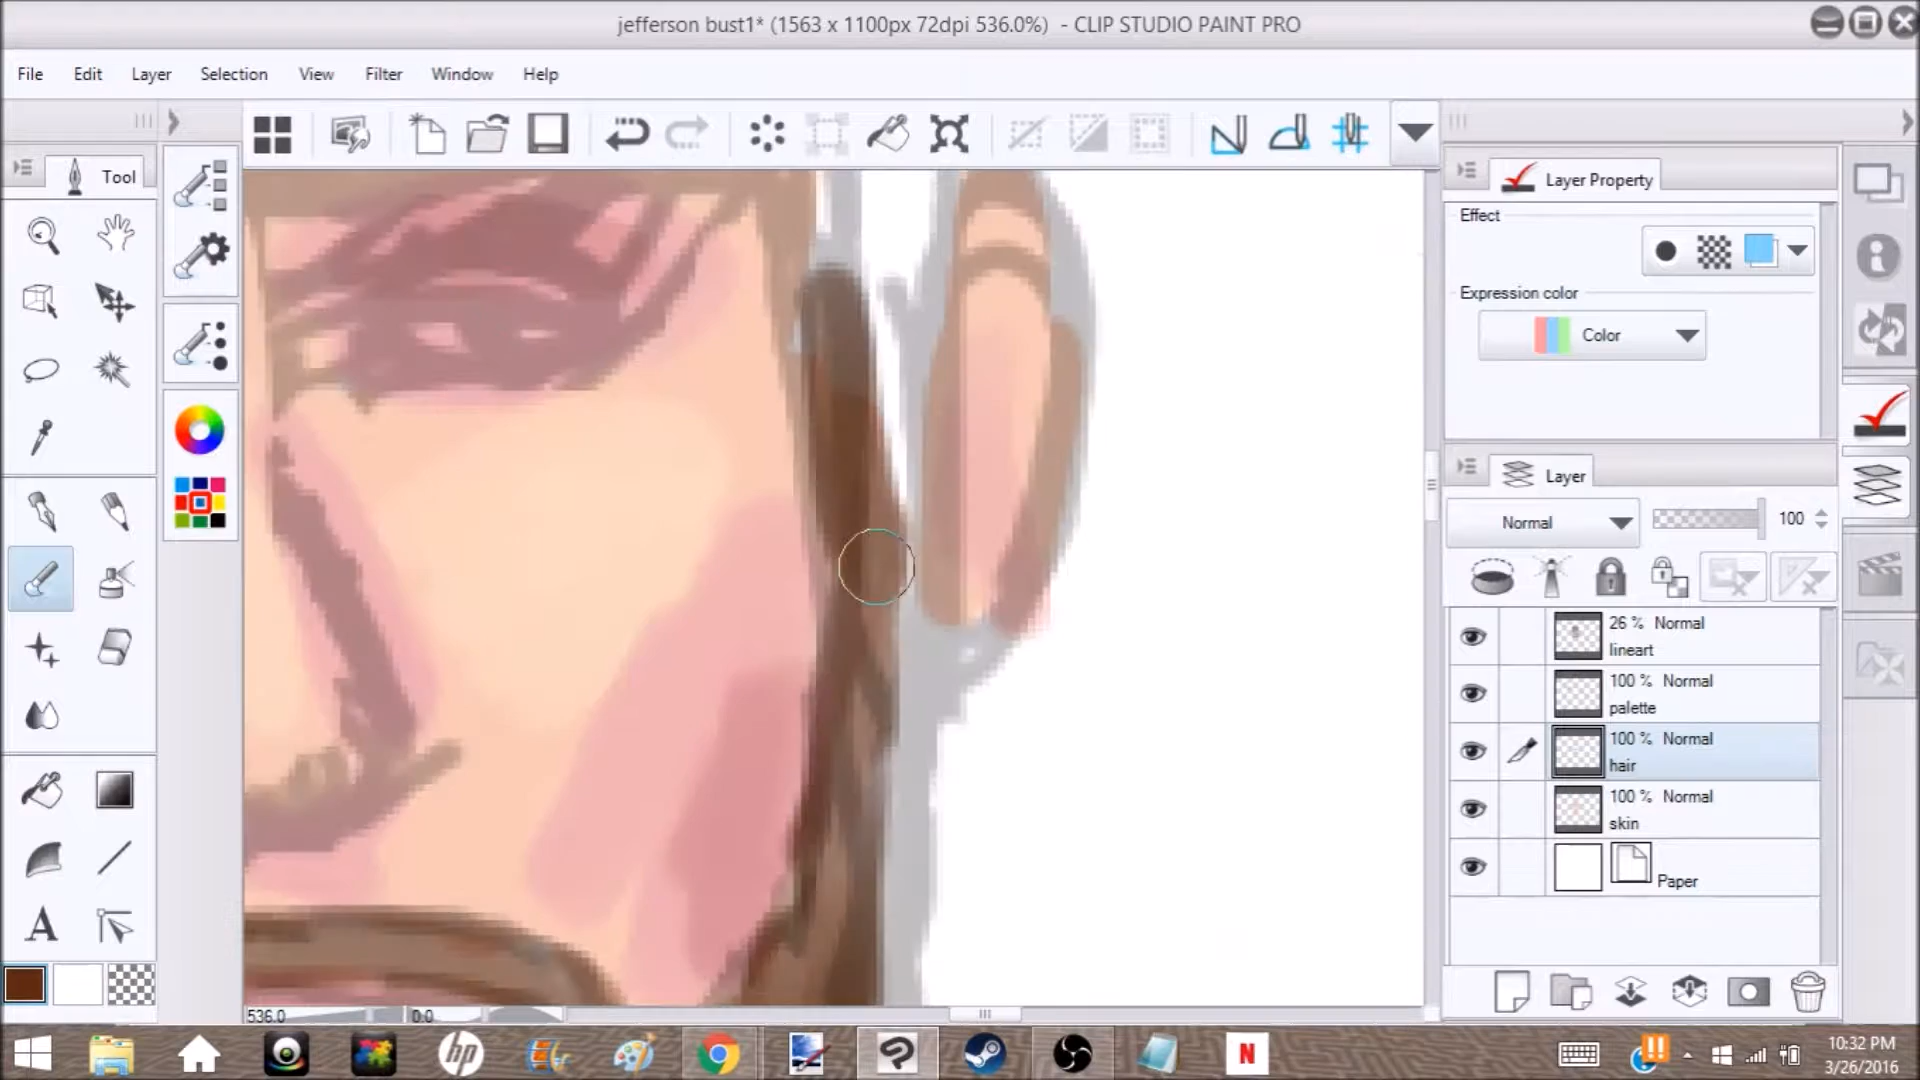 jefferson bust1* (1563 x 1100px 72dpi 536.0%) - CLIP STUDIO PAINT PRO
File Edit Layer Selection View Filter Window Help
Tool
Layer Property
Effect
Expression color
Color
Layer
Normal 100
26 % Normal
lineart
100 % Normal
palette
100 % Normal
hair
100 % Normal
skin
Paper
A
536.0 0.0
hp
N
10:32 PM
3/26/2016